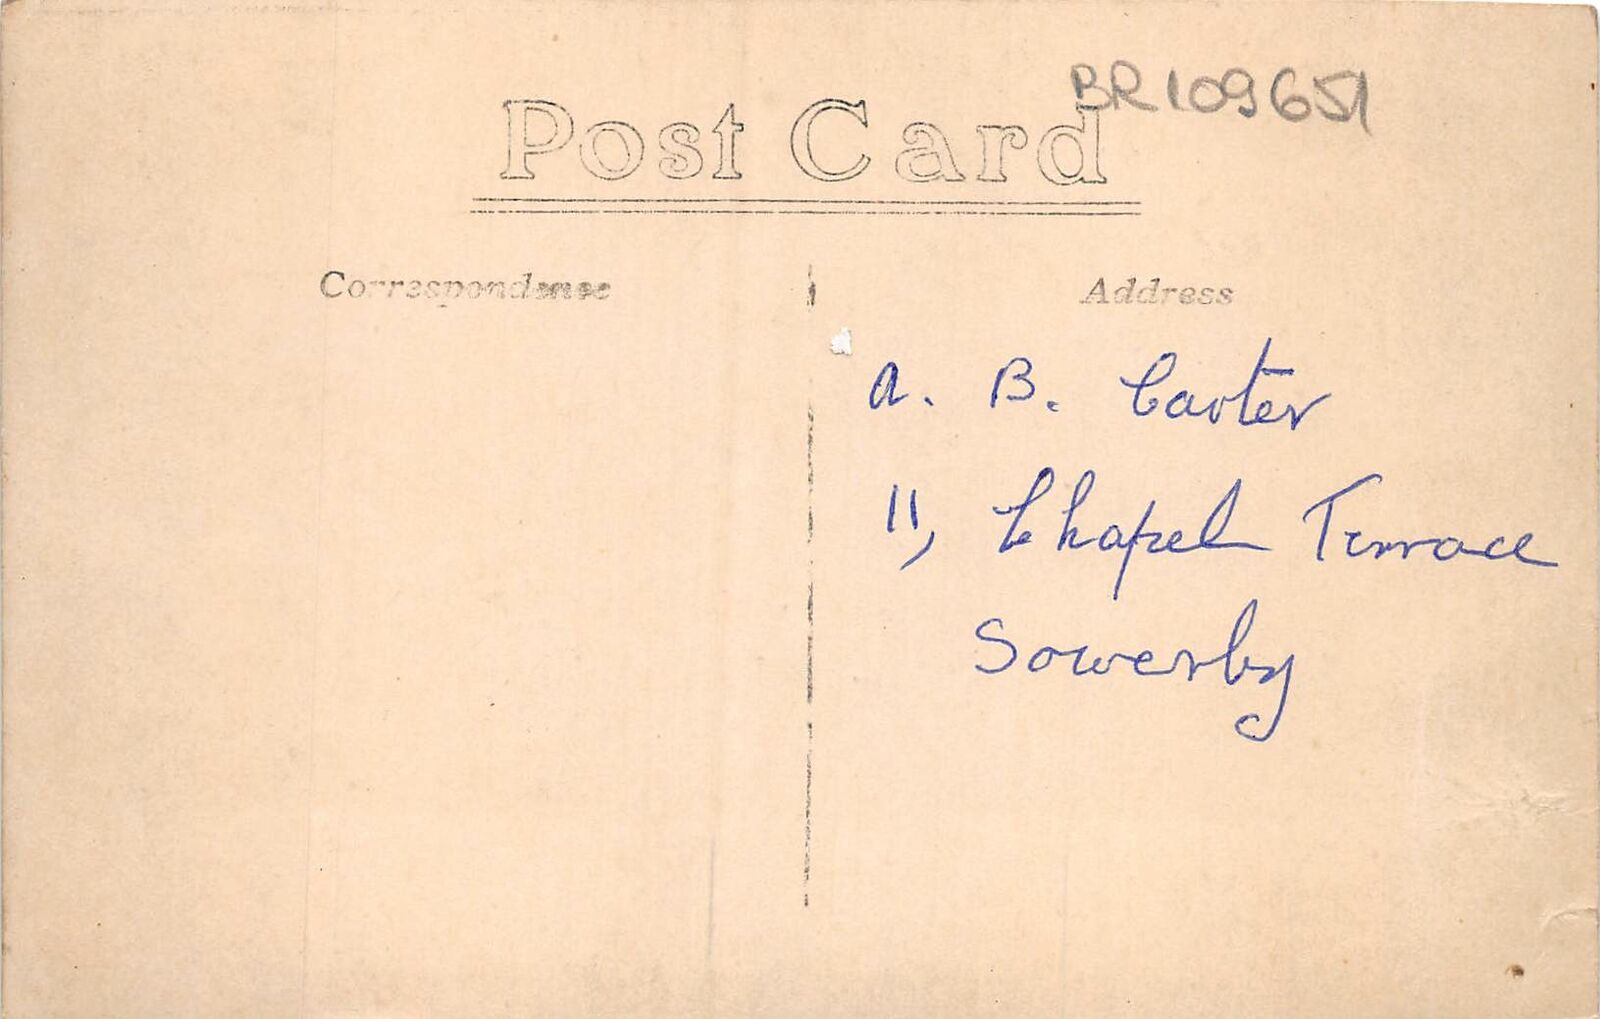 BR109651
Post Card
Correspondence
Address
A. B. Carter
11, Chapel Terrace
Sowerby